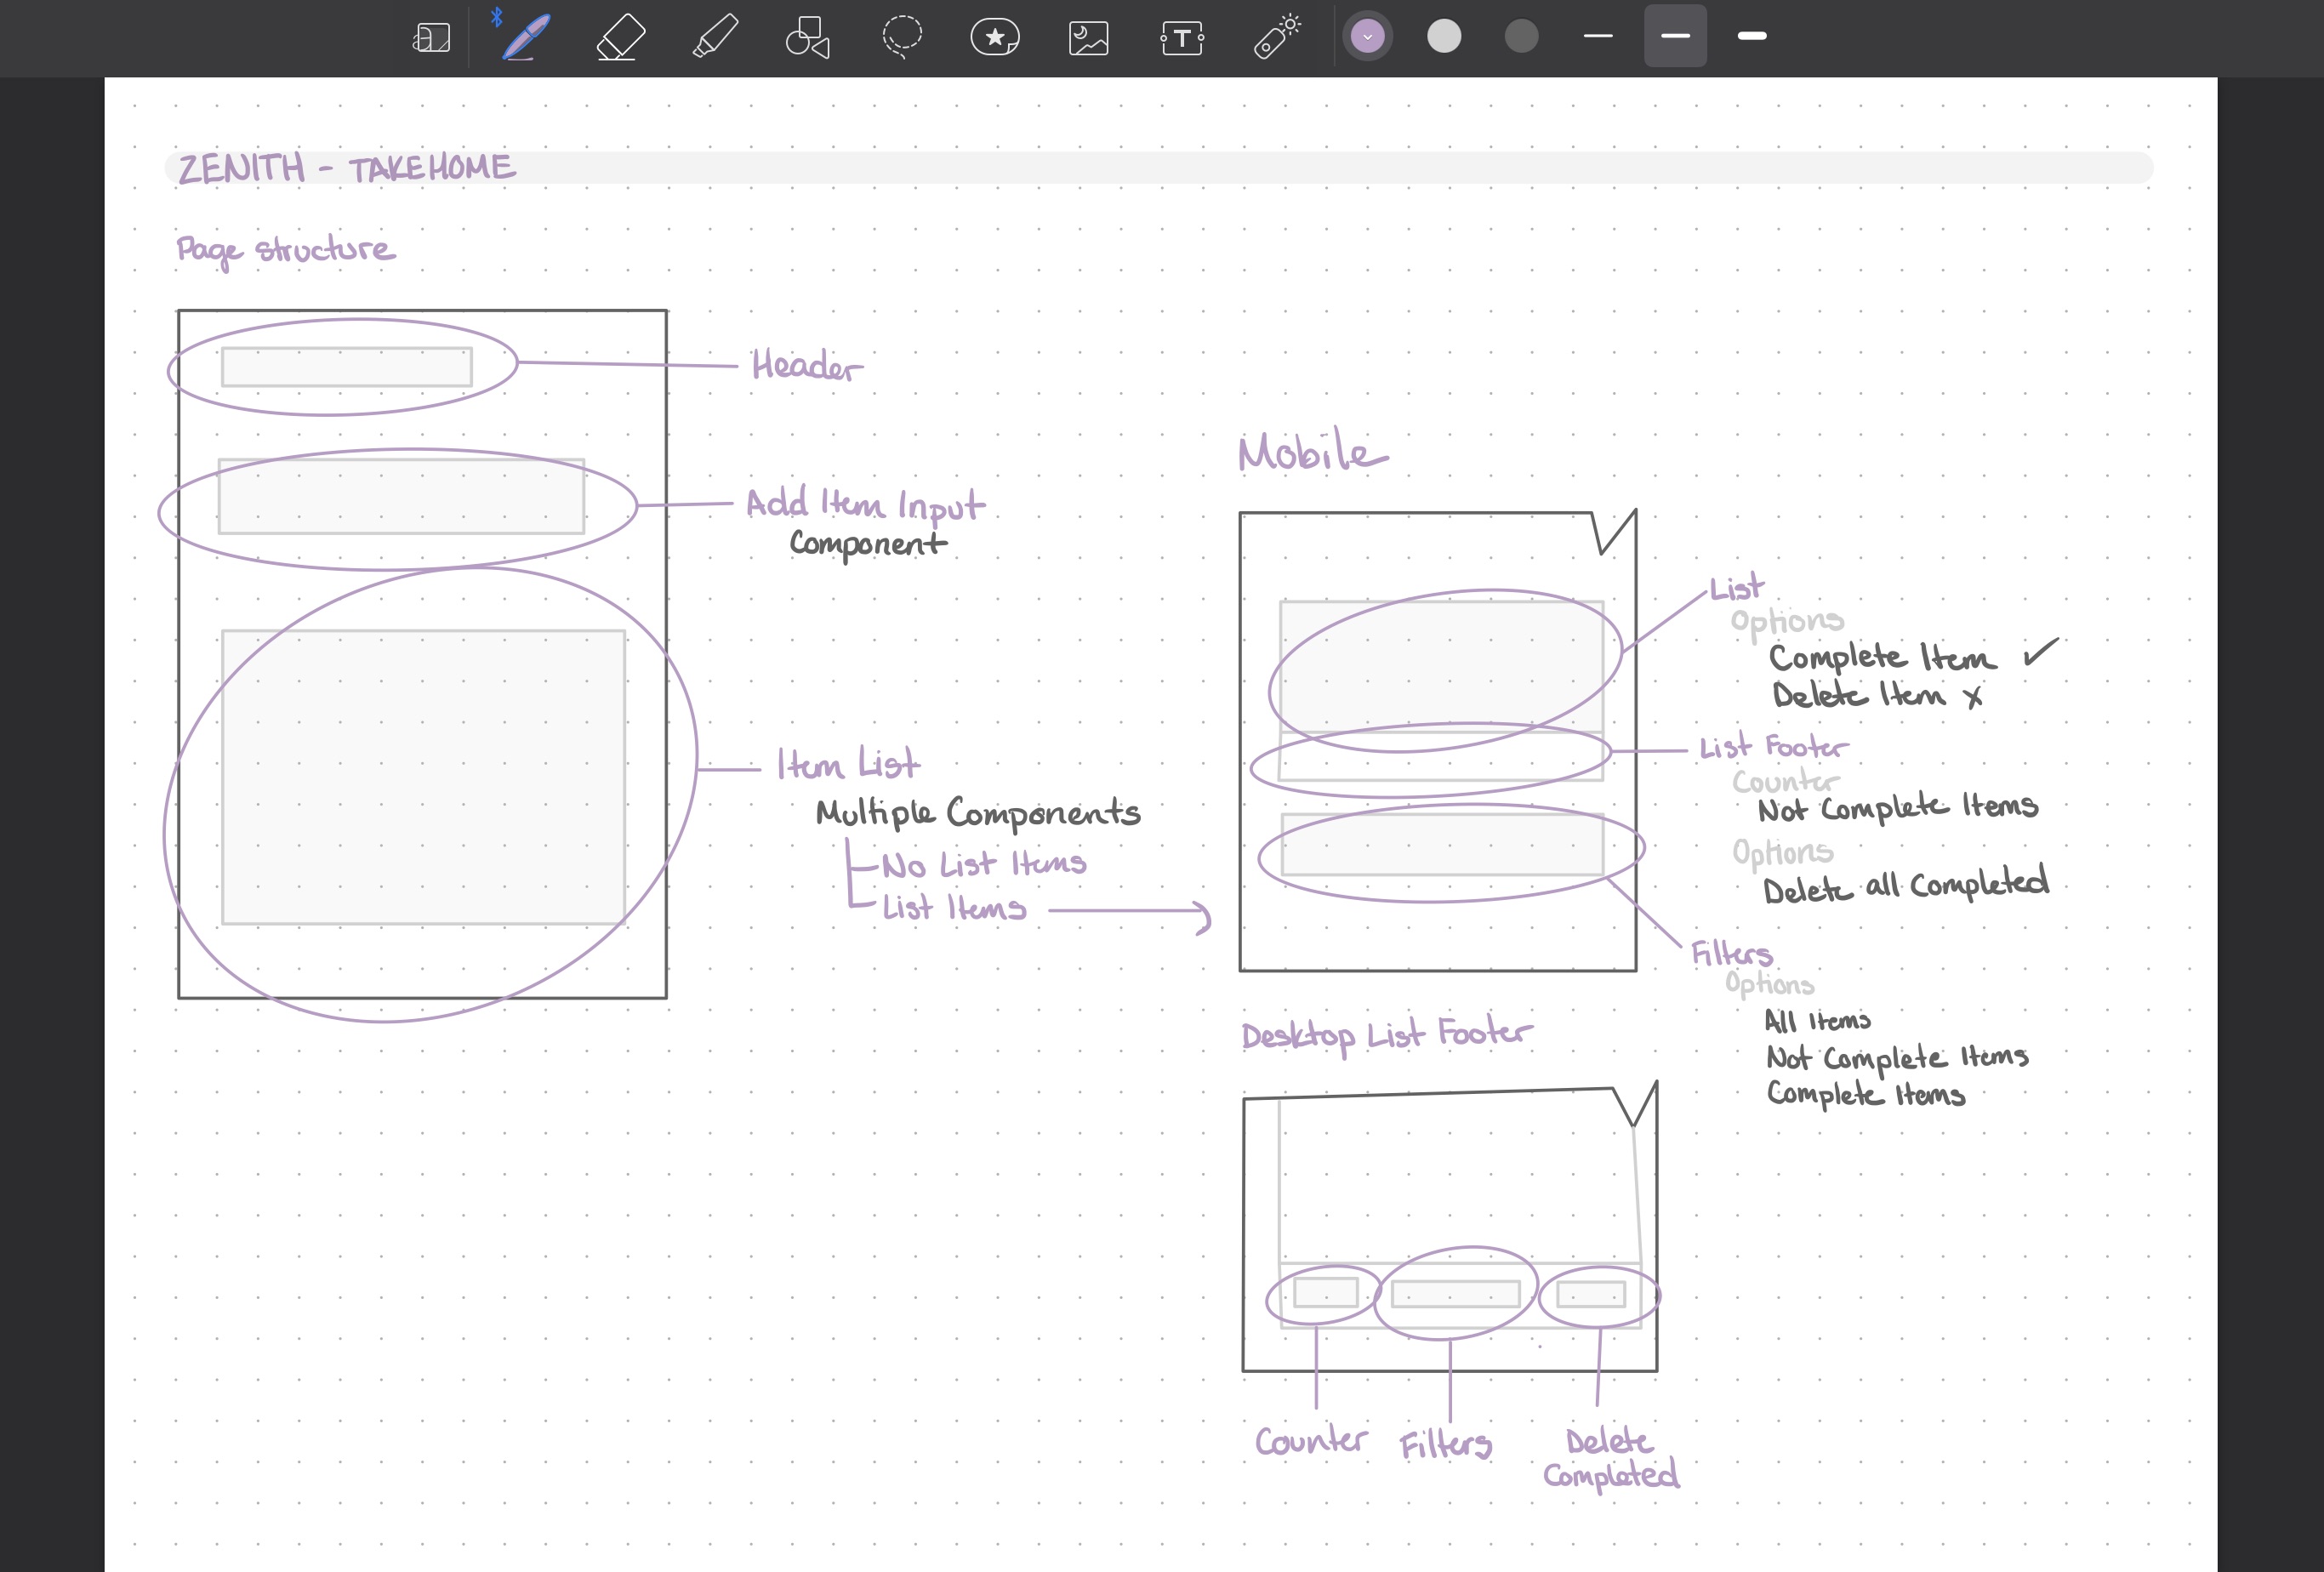 ZENITH - TAKEHOME
Page structure
Header
Add Item Input
Component
Item List
Multiple Components
No List Items
List Items
Mobile
List
Options
Complete Item ✓
Delete Item x
List Footer
Counter
Not Complete Items
Options
Delete all Completed
Filters
Options
All Items
Not Complete Items
Complete Items
Desktop List Footer
Counter
Filters
Delete
Completed
T